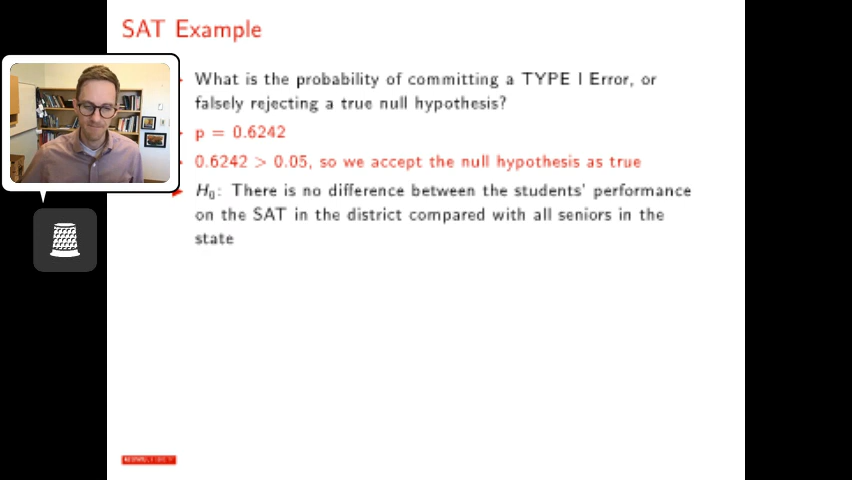 SAT Example
What is the probability of committing a TYPE I Error, or
falsely rejecting a true null hypothesis?
p = 0.6242
0.6242 > 0.05, so we accept the null hypothesis as true
H₀: There is no difference between the students' performance
on the SAT in the district compared with all seniors in the
state